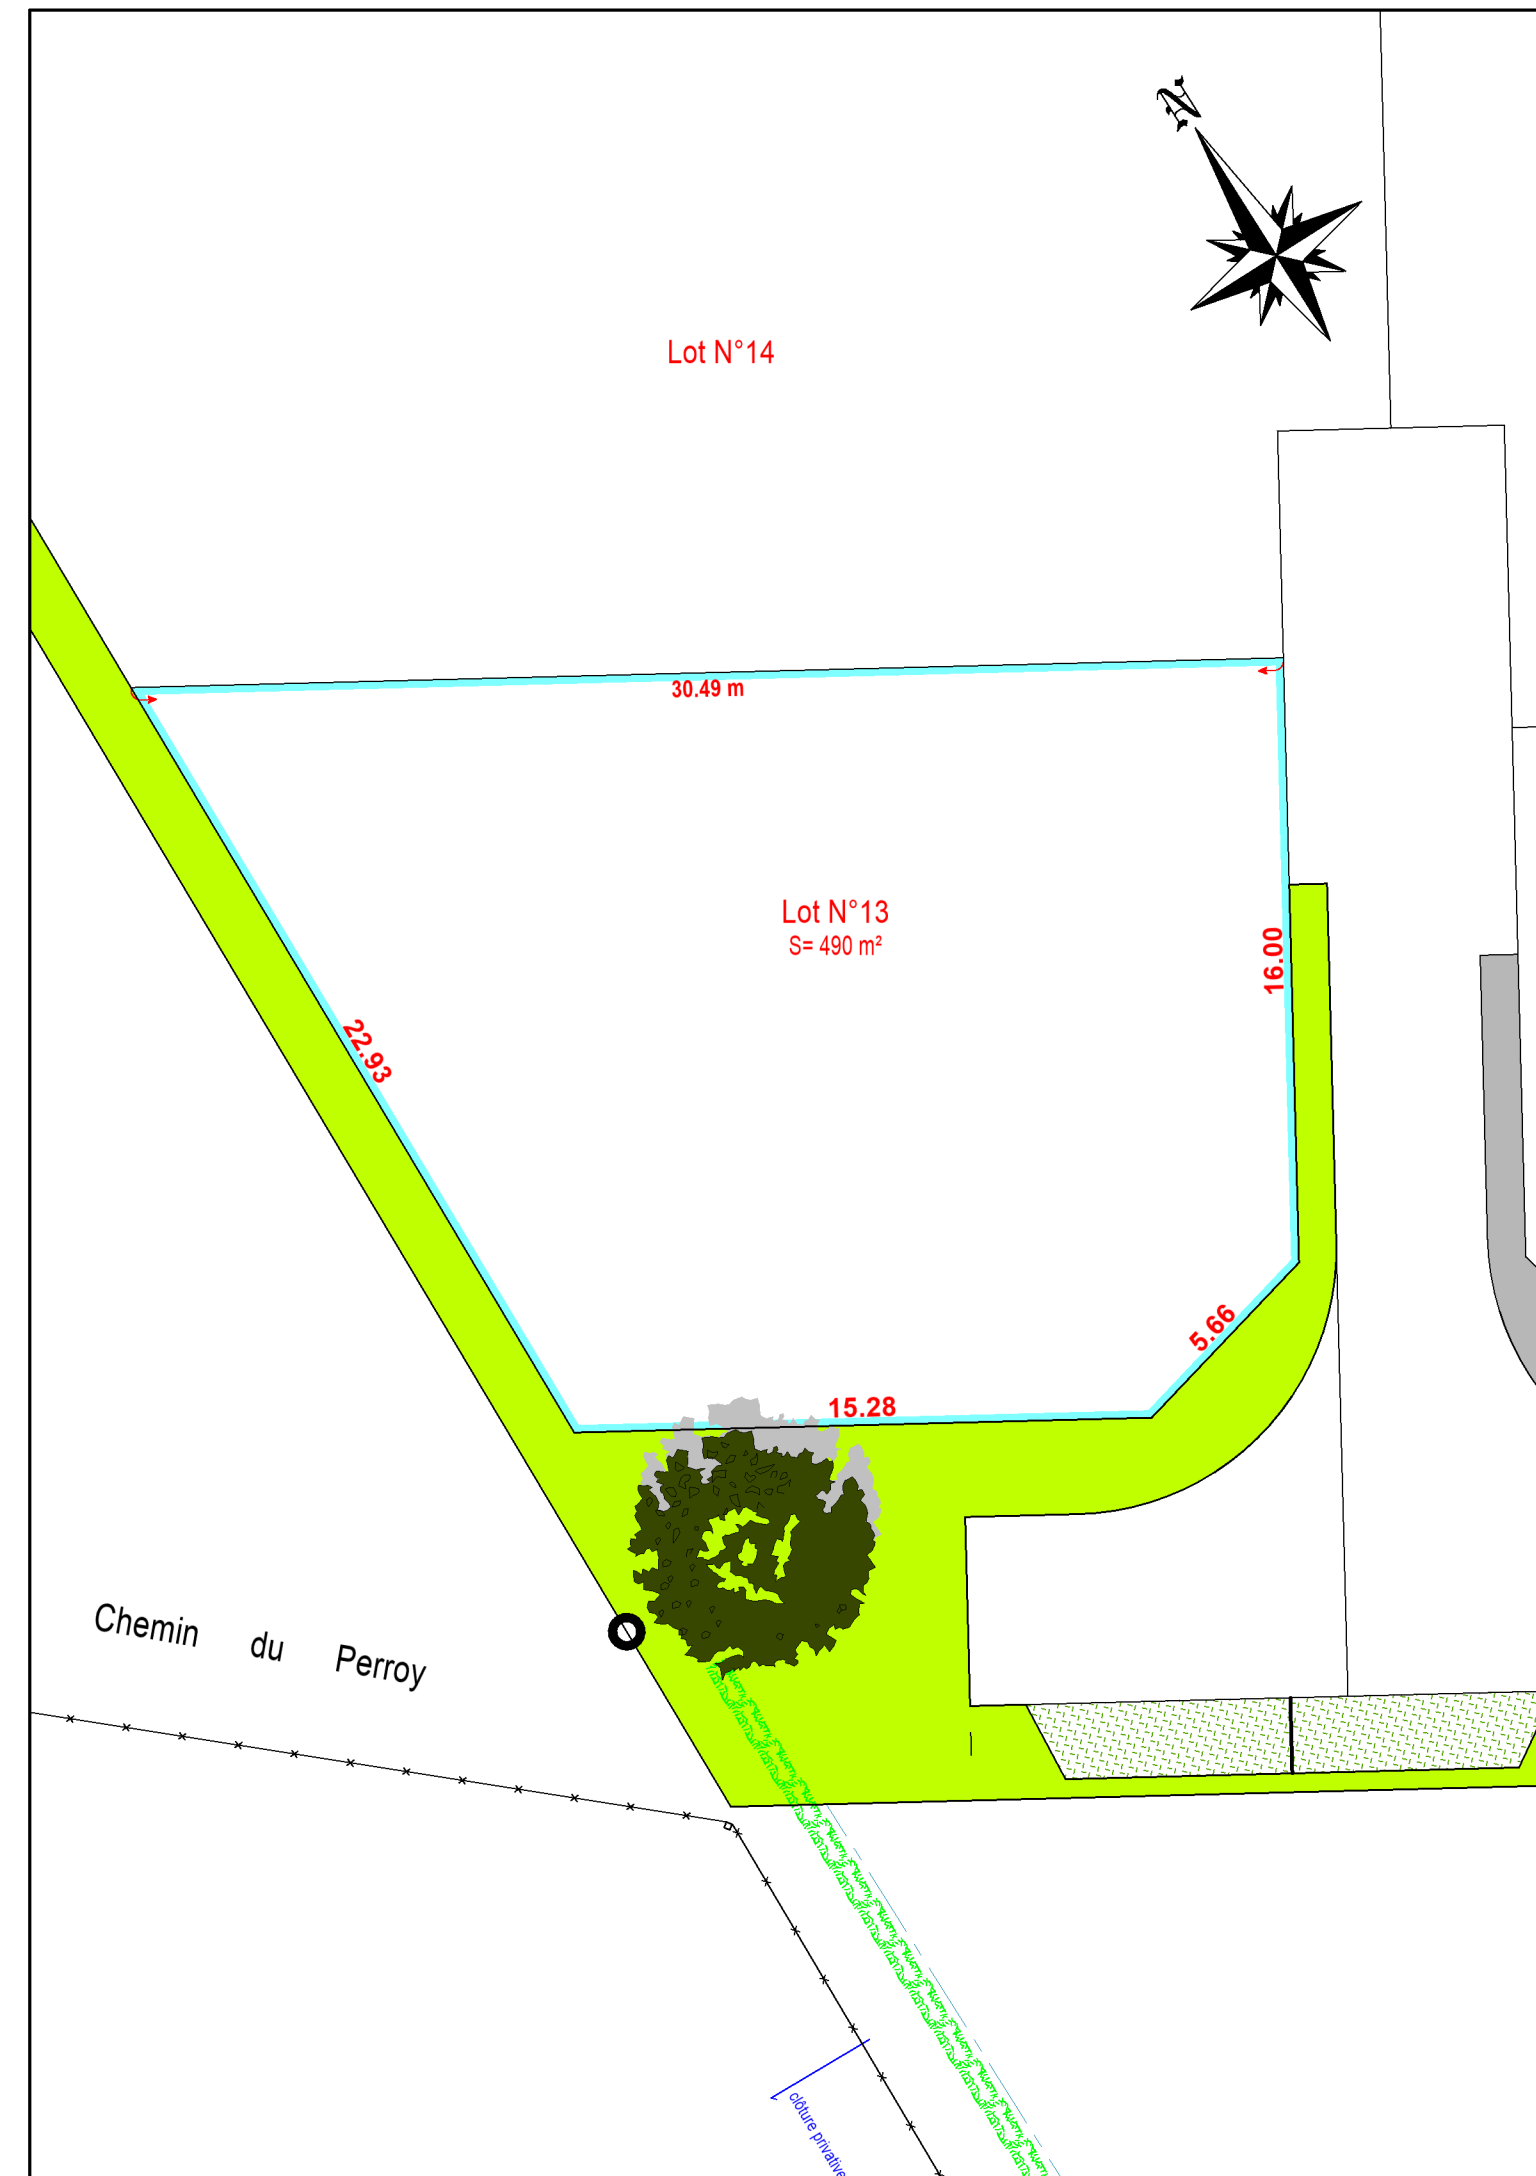 N
Lot N°14
30.49 m
Lot N°13
S= 490 m²
16.00
22.93
5.66
15.28
Chemin du Perroy
clôture privative